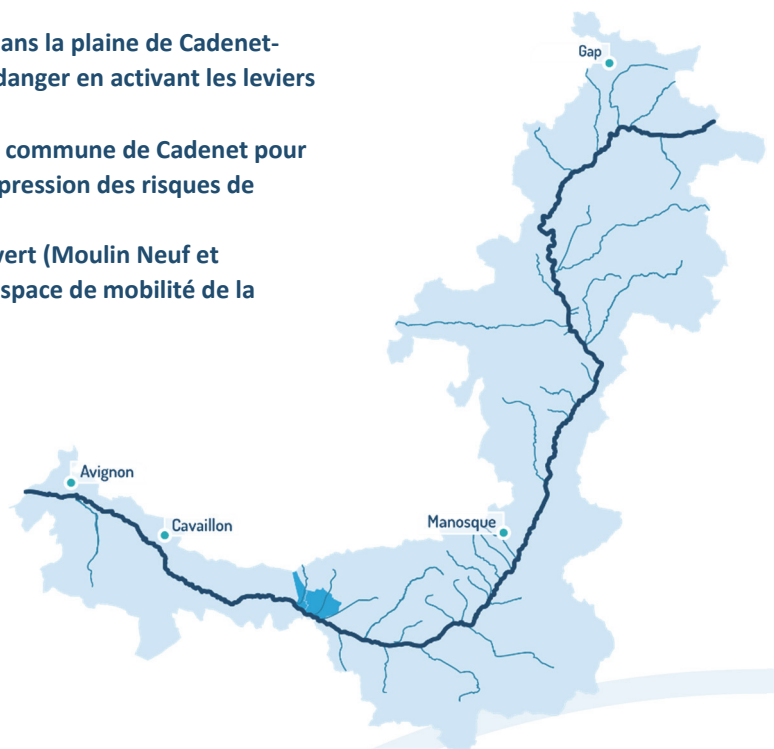 ans la plaine de Cadenet-
danger en activant les leviers
commune de Cadenet pour
pression des risques de
vert (Moulin Neuf et
space de mobilité de la
Gap
Avignon
Cavaillon
Manosque